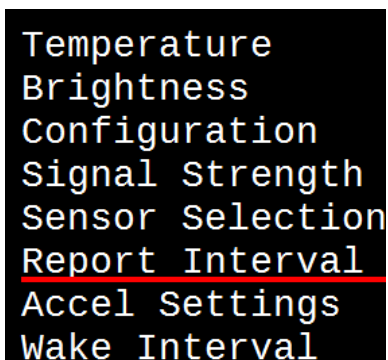 Temperature
Brightness
Configuration
Signal Strength
Sensor Selection
Report Interval
Accel Settings
Wake Interval